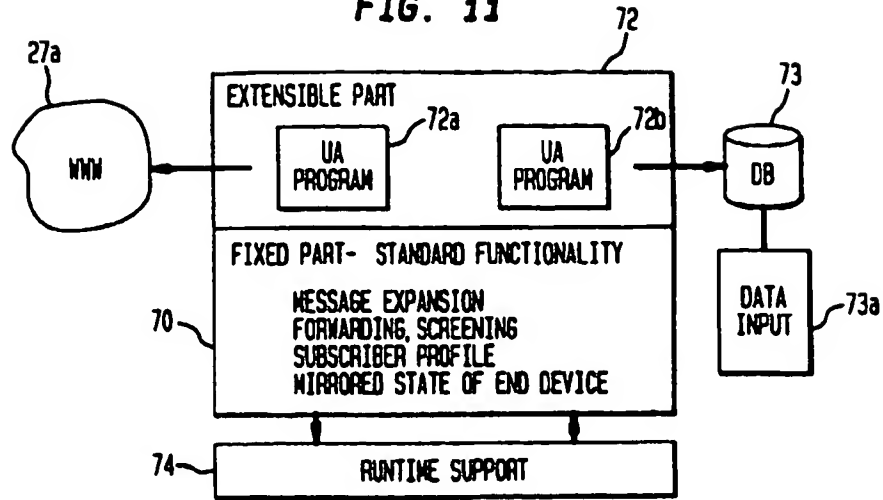 FIG. 11
72
27a
EXTENSIBLE PART
73
72a
72b
WWW
UA
PROGRAM
UA
PROGRAM
DB
FIXED PART- STANDARD FUNCTIONALITY
MESSAGE EXPANSION
FORWARDING, SCREENING
SUBSCRIBER PROFILE
MIRRORED STATE OF END DEVICE
70
DATA
INPUT
73a
74
RUNTIME SUPPORT